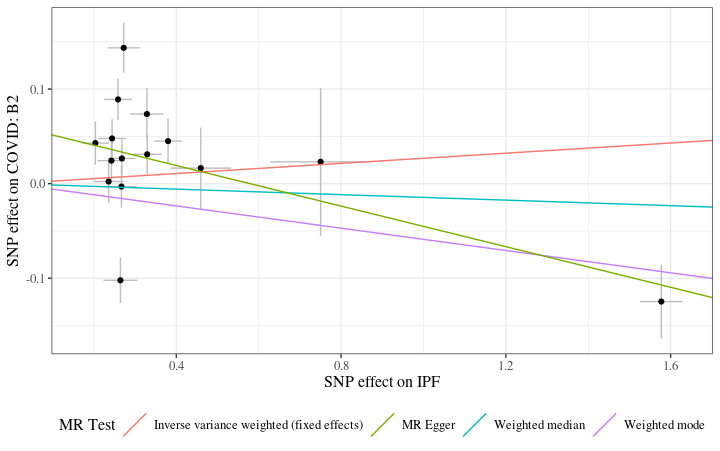 SNP effect on COVID: B2
0.1
0.0
-0.1
0.4
0.8
1.2
1.6
SNP effect on IPF
MR Test
Inverse variance weighted (fixed effects)
MR Egger
Weighted median
Weighted mode